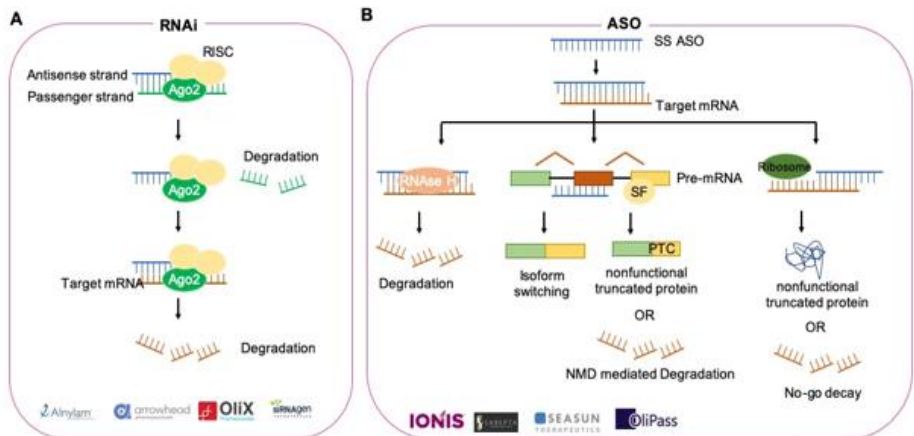 A
RNAi
RISC
Antisense strand
Ago2
Passenger strand
Degradation
Ago2
Target mRNA
Ago2
Degradation
Alnylam
arrowhead
OliX
siRNAgen
B
ASO
SS ASO
Target mRNA
RNAse H
Pre-mRNA
SF
Ribosome
Degradation
Isoform
switching
PTC
nonfunctional
truncated protein
OR
NMD mediated Degradation
nonfunctional
truncated protein
OR
No-go decay
IONIS
SAREPTA
SEASUN
THERAPEUTICS
OliPass